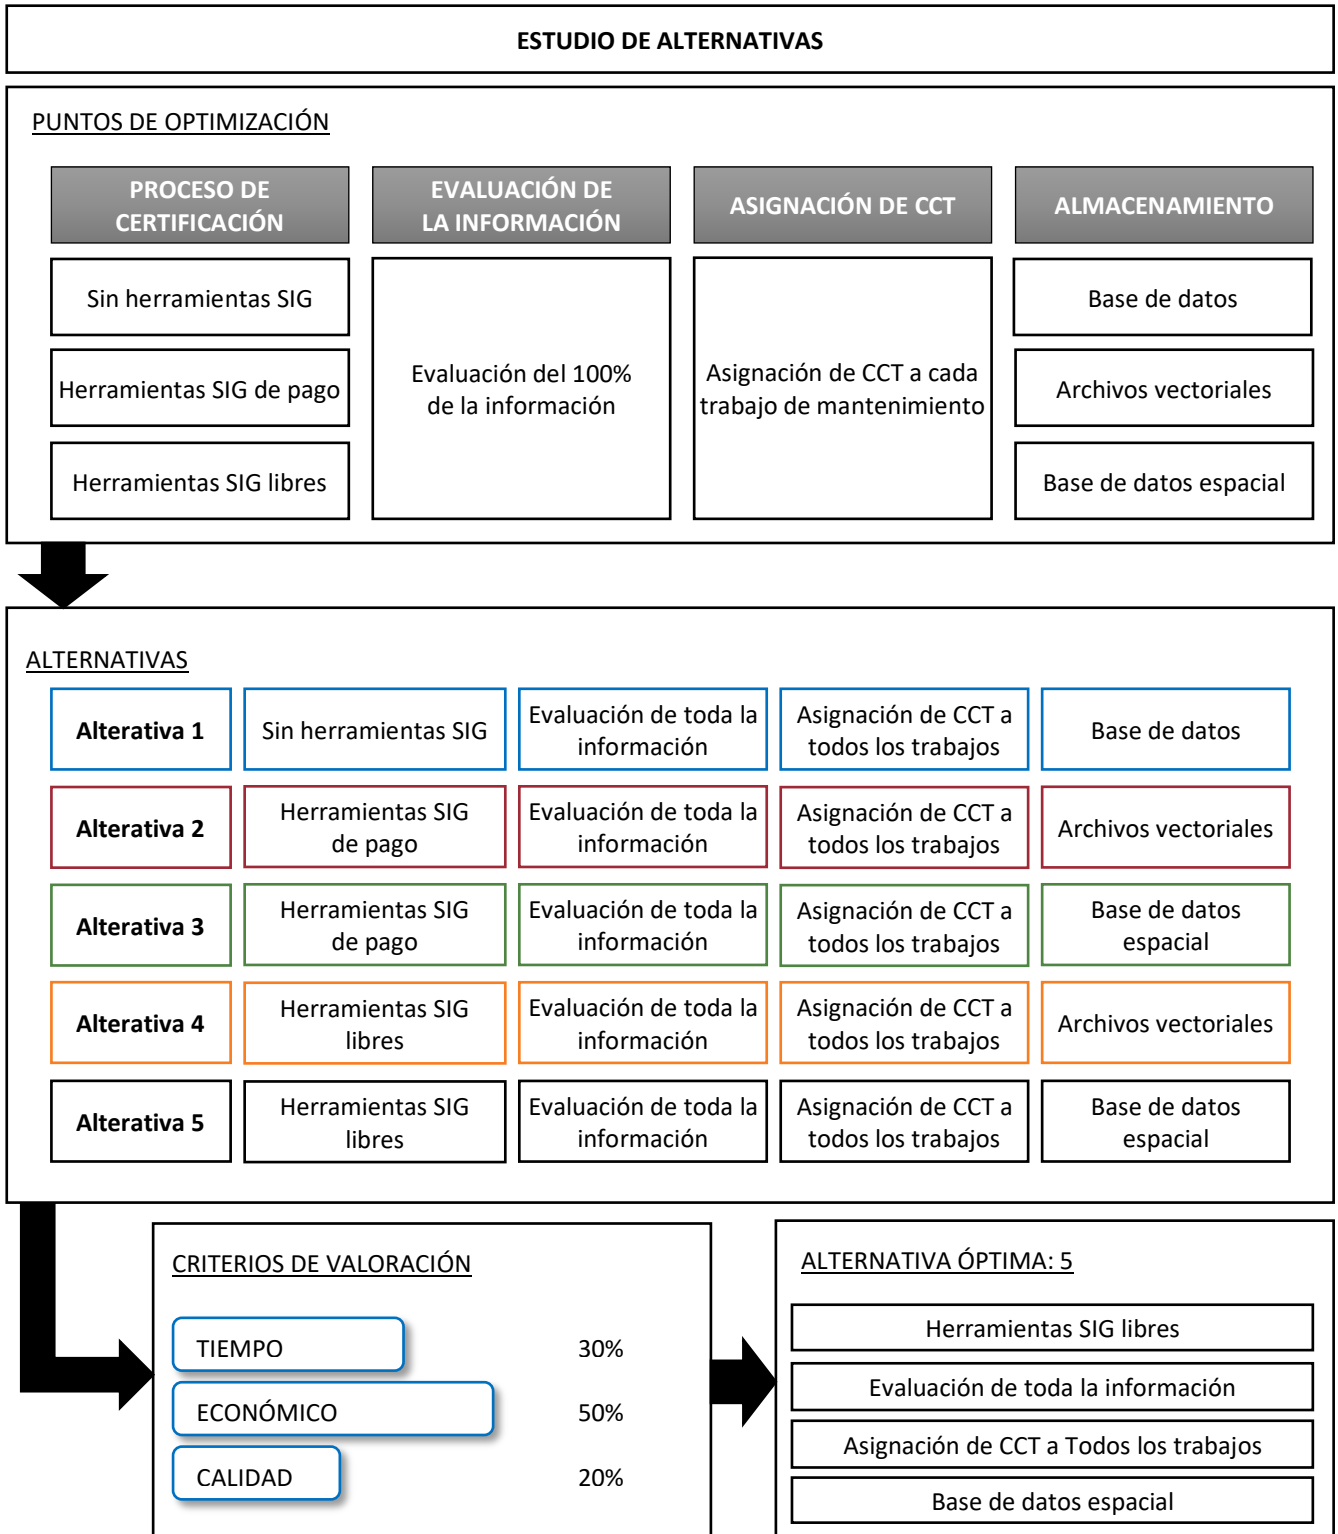 ESTUDIO DE ALTERNATIVAS
PUNTOS DE OPTIMIZACIÓN
PROCESO DE
CERTIFICACIÓN
EVALUACIÓN DE
LA INFORMACIÓN
ASIGNACIÓN DE CCT
ALMACENAMIENTO
Sin herramientas SIG
Herramientas SIG de pago
Herramientas SIG libres
Evaluación del 100%
de la información
Asignación de CCT a cada
trabajo de mantenimiento
Base de datos
Archivos vectoriales
Base de datos espacial
ALTERNATIVAS
Alterativa 1
Sin herramientas SIG
Evaluación de toda la
información
Asignación de CCT a
todos los trabajos
Base de datos
Alterativa 2
Herramientas SIG
de pago
Evaluación de toda la
información
Asignación de CCT a
todos los trabajos
Archivos vectoriales
Alterativa 3
Herramientas SIG
de pago
Evaluación de toda la
información
Asignación de CCT a
todos los trabajos
Base de datos
espacial
Alterativa 4
Herramientas SIG
libres
Evaluación de toda la
información
Asignación de CCT a
todos los trabajos
Archivos vectoriales
Alterativa 5
Herramientas SIG
libres
Evaluación de toda la
información
Asignación de CCT a
todos los trabajos
Base de datos
espacial
CRITERIOS DE VALORACIÓN
TIEMPO 30%
ECONÓMICO 50%
CALIDAD 20%
ALTERNATIVA ÓPTIMA: 5
Herramientas SIG libres
Evaluación de toda la información
Asignación de CCT a Todos los trabajos
Base de datos espacial